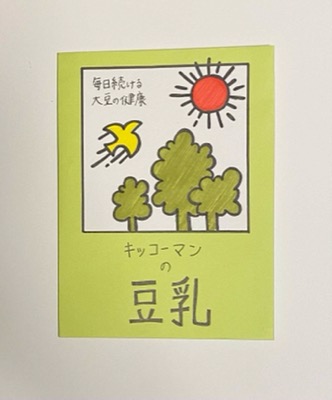 毎日続ける
大豆の健康
キッコーマン
の
豆乳